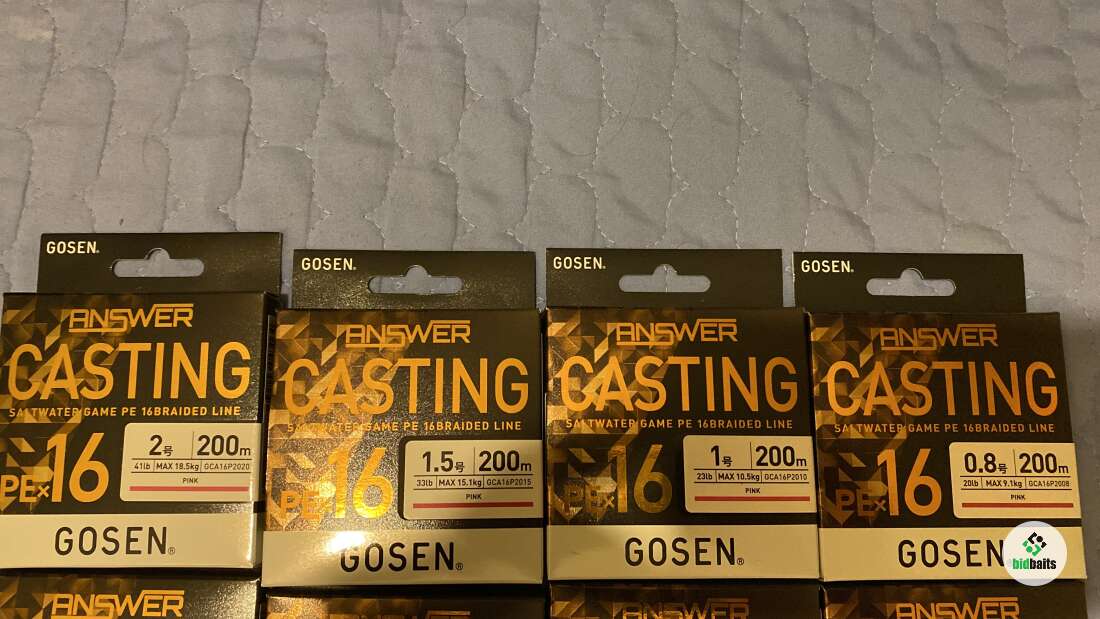 GOSEN®
ANSWER
CASTING
SALTWATER GAME PE 16BRAIDED LINE
PE×16
2号 200m
41lb MAX 18.5kg GCA16P2020
PINK
GOSEN®
GOSEN®
ANSWER
CASTING
SALTWATER GAME PE 16BRAIDED LINE
PE×16
1.5号 200m
33lb MAX 15.1kg GCA16P2015
PINK
GOSEN®
GOSEN®
ANSWER
CASTING
SALTWATER GAME PE 16BRAIDED LINE
PE×16
1号 200m
23lb MAX 10.5kg GCA16P2010
PINK
GOSEN®
GOSEN®
ANSWER
CASTING
SALTWATER GAME PE 16BRAIDED LINE
PE×16
0.8号 200m
20lb MAX 9.1kg GCA16P2008
PINK
GOSEN
bidbaits
ANSWER
ANSWER
ANSWER
ANSWER